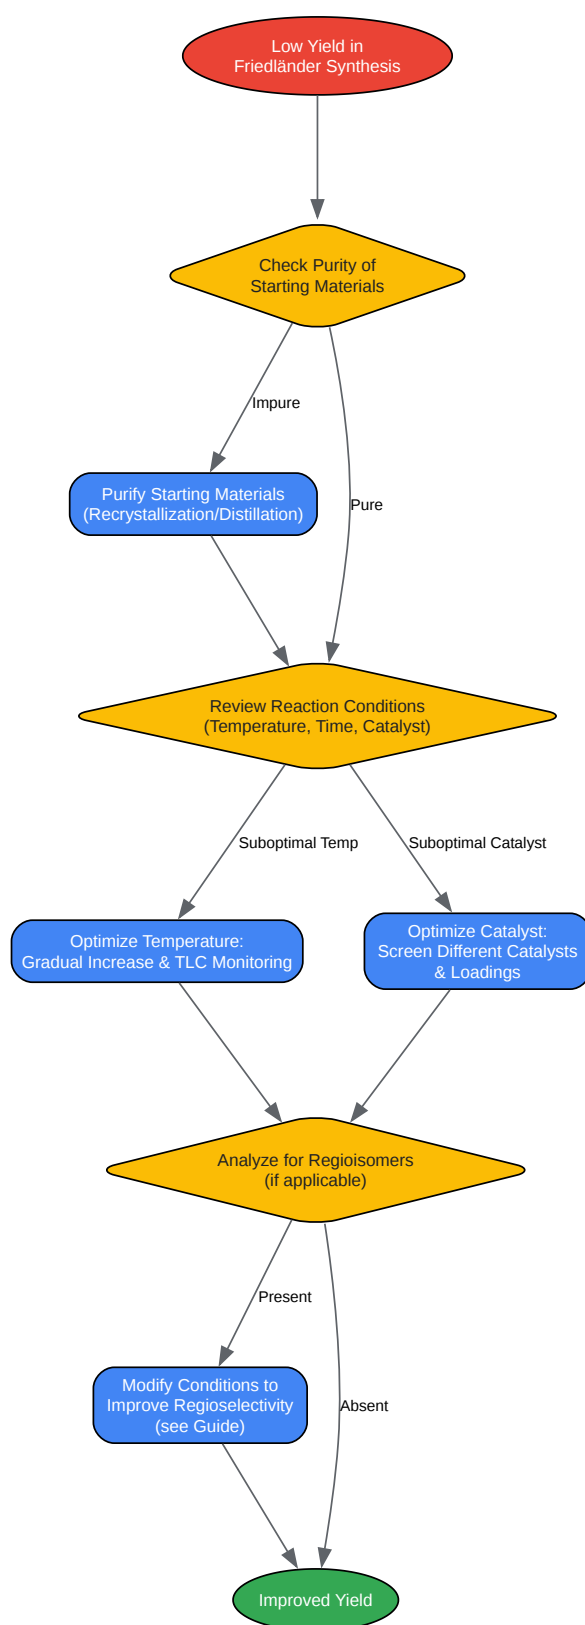 Low Yield in
Friedländer Synthesis
Check Purity of
Starting Materials
Impure
Purify Starting Materials
(Recrystallization/Distillation)
Pure
Review Reaction Conditions
(Temperature, Time, Catalyst)
Suboptimal Temp
Suboptimal Catalyst
Optimize Temperature:
Gradual Increase & TLC Monitoring
Optimize Catalyst:
Screen Different Catalysts
& Loadings
Analyze for Regioisomers
(if applicable)
Present
Modify Conditions to
Improve Regioselectivity
(see Guide)
Absent
Improved Yield